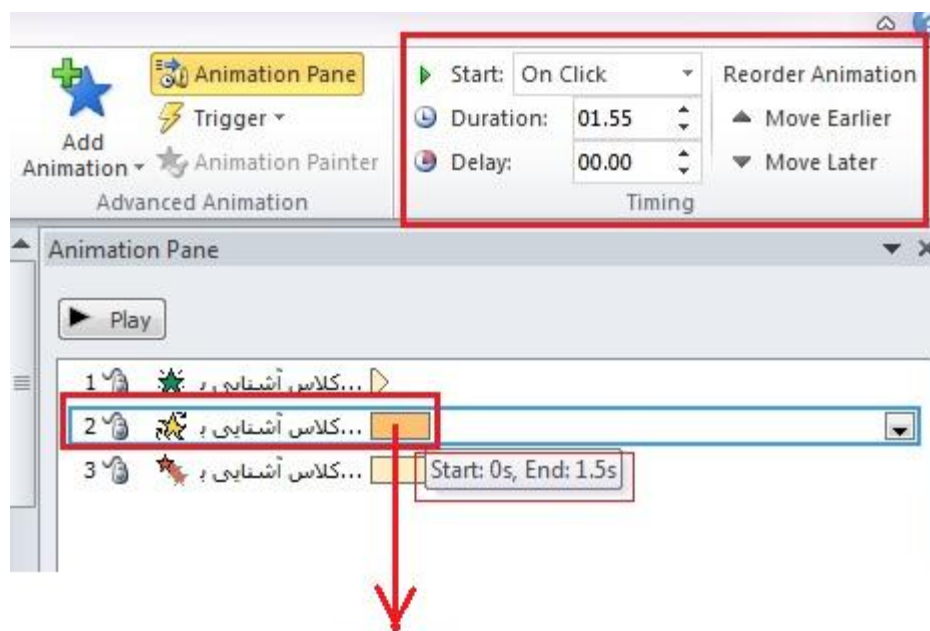 Add Animation
Animation Pane
Trigger
Animation Painter
Advanced Animation
Start: On Click
Duration: 01.55
Delay: 00.00
Reorder Animation
Move Earlier
Move Later
Timing
Animation Pane
Play
1 کلاس آشنایی ب...
2 کلاس آشنایی ب...
3 کلاس آشنایی ب...
Start: 0s, End: 1.5s